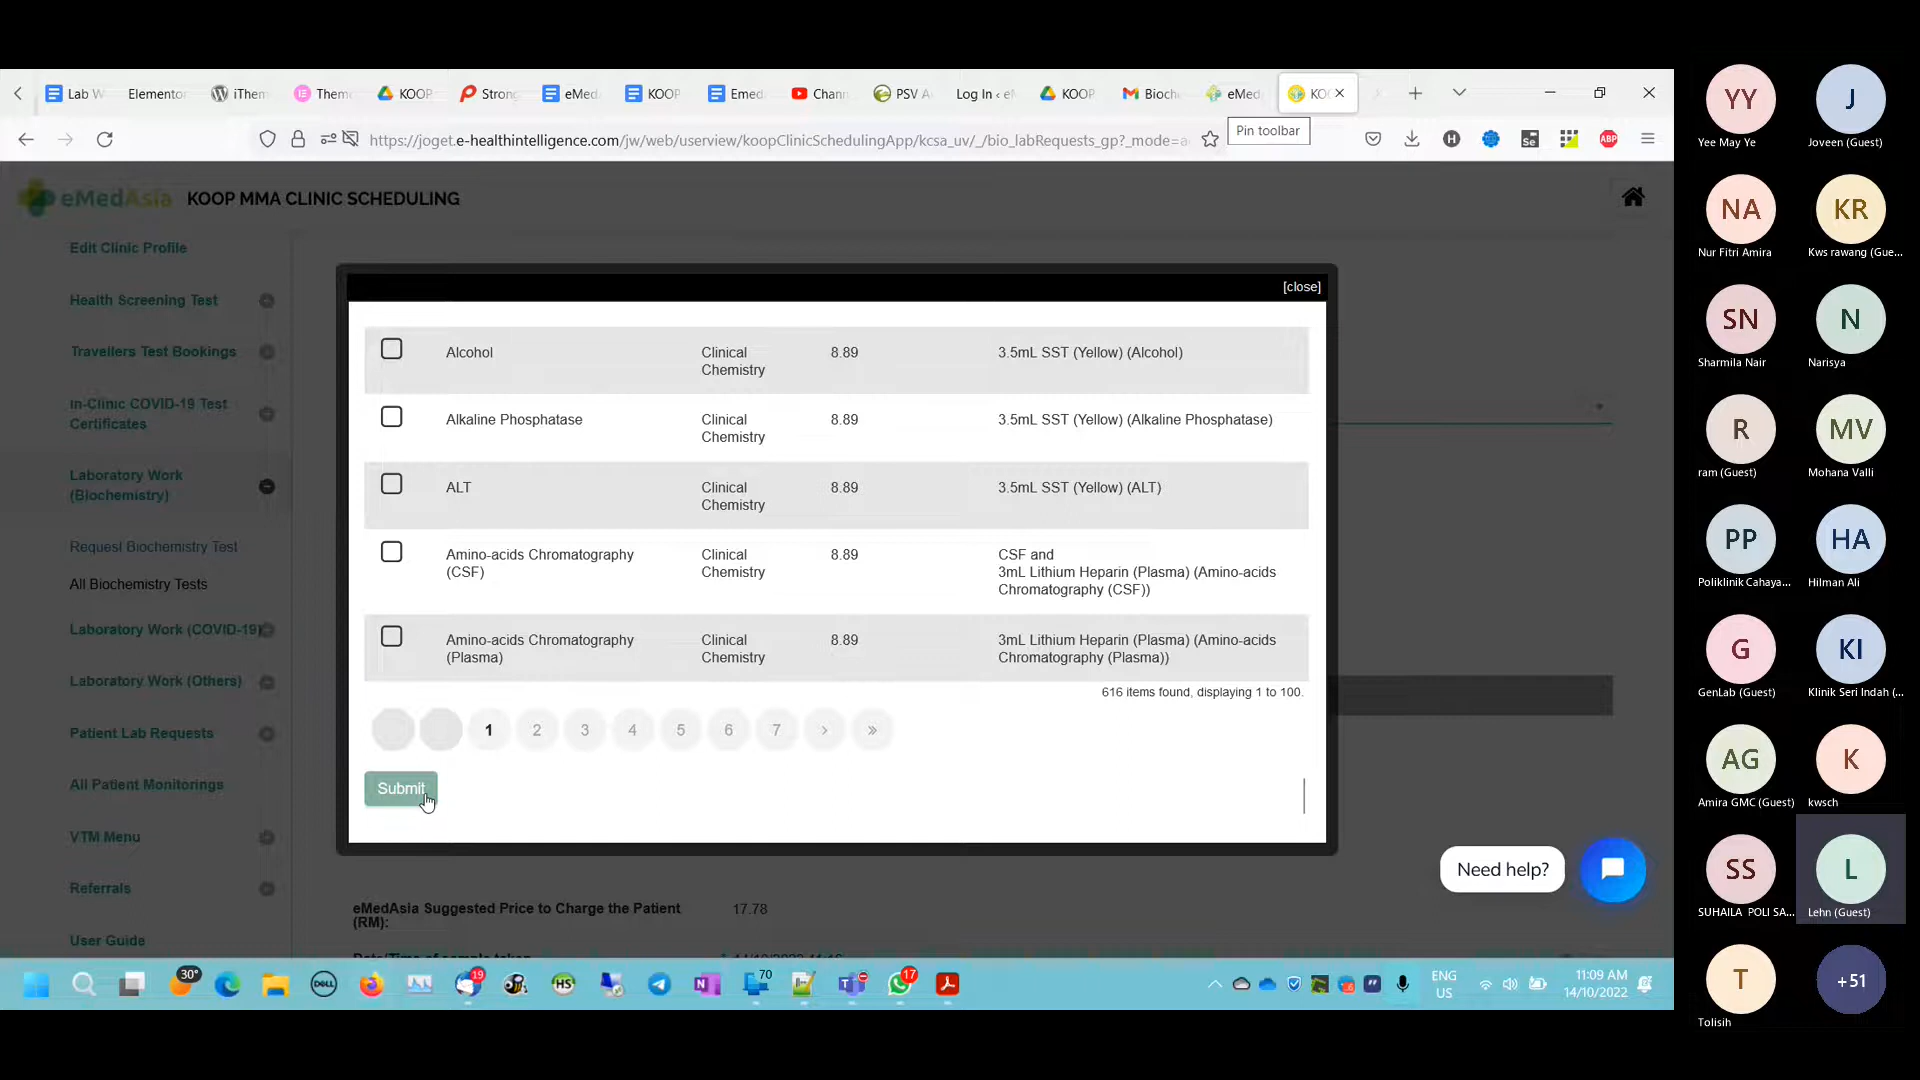 Lab W
Elementor
iThem
Theme
KOOP
Strong
eMed
KOOP
Emed
Chann
PSV A
Log In ‹ e
KOOP
Bioch
eMed
KO
Pin toolbar
https://joget.e-healthintelligence.com/jw/web/userview/koopClinicSchedulingApp/kcsa_uv/_/bio_labRequests_gp?_mode=a
eMedAsia KOOP MMA CLINIC SCHEDULING
Edit Clinic Profile
Health Screening Test
Travellers Test Bookings
In-Clinic COVID-19 Test
Certificates
Laboratory Work
(Biochemistry)
Request Biochemistry Test
All Biochemistry Tests
Laboratory Work (COVID-19)
Laboratory Work (Others)
Patient Lab Requests
All Patient Monitorings
VTM Menu
Referrals
User Guide
[close]
Alcohol
Clinical
Chemistry
8.89
3.5mL SST (Yellow) (Alcohol)
Alkaline Phosphatase
Clinical
Chemistry
8.89
3.5mL SST (Yellow) (Alkaline Phosphatase)
ALT
Clinical
Chemistry
8.89
3.5mL SST (Yellow) (ALT)
Amino-acids Chromatography
(CSF)
Clinical
Chemistry
8.89
CSF and
3mL Lithium Heparin (Plasma) (Amino-acids
Chromatography (CSF))
Amino-acids Chromatography
(Plasma)
Clinical
Chemistry
8.89
3mL Lithium Heparin (Plasma) (Amino-acids
Chromatography (Plasma))
616 items found, displaying 1 to 100.
1 2 3 4 5 6 7 › »
Submit
Need help?
eMedAsia Suggested Price to Charge the Patient
(RM):
17.78
30°
DELL
19
HS
N
70
17
ENG
US
11:09 AM
14/10/2022
H
Se
ABP
YY
Yee May Ye
J
Joveen (Guest)
NA
Nur Fitri Amira
KR
Kws rawang (Gue...
SN
Sharmila Nair
N
Narisya
R
ram (Guest)
MV
Mohana Valli
PP
Poliklinik Cahaya...
HA
Hilman Ali
G
GenLab (Guest)
KI
Klinik Seri Indah (...
AG
Amira GMC (Guest)
K
kwsch
SS
SUHAILA POLI SA...
L
Lehn (Guest)
T
Tolisih
+51